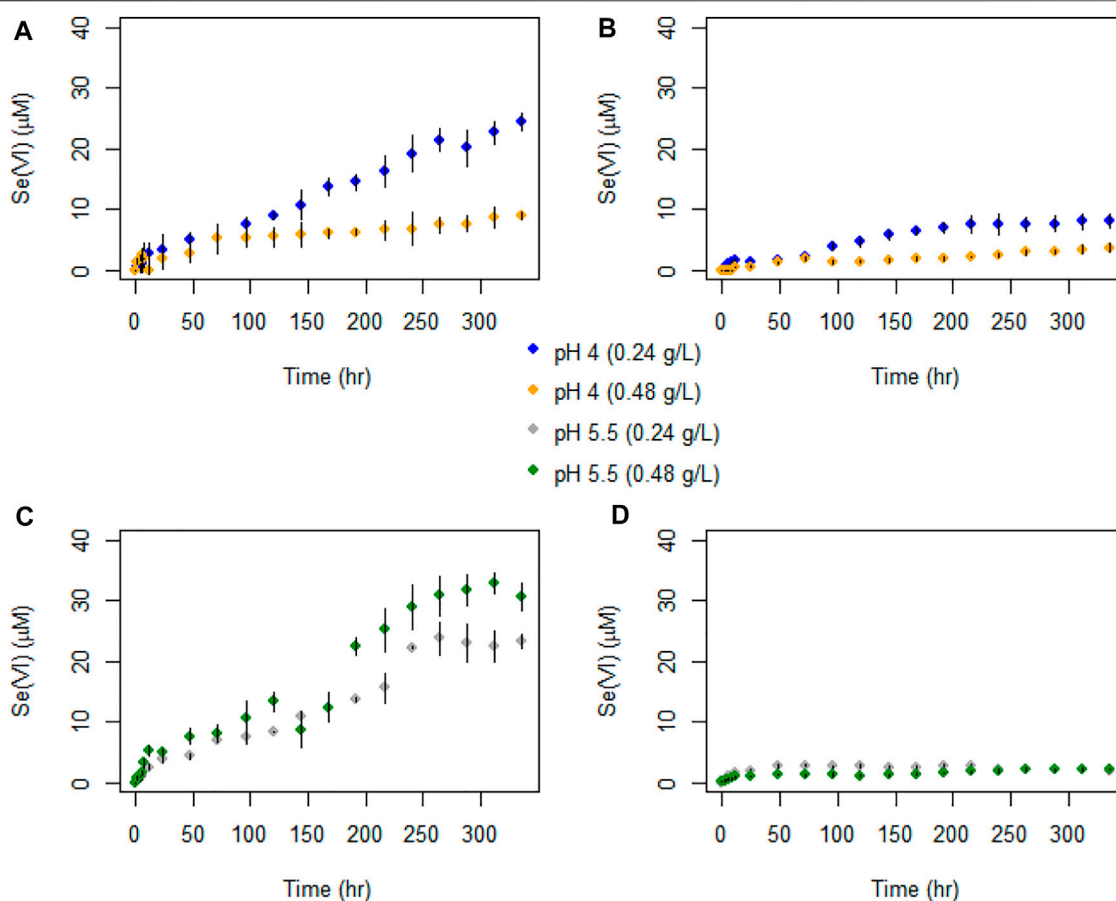 A
B
40
30
20
10
0
Se(VI) (μM)
0 50 100 150 200 250 300
Time (hr)
40
30
20
10
0
Se(VI) (μM)
0 50 100 150 200 250 300
Time (hr)
pH 4 (0.24 g/L)
pH 4 (0.48 g/L)
pH 5.5 (0.24 g/L)
pH 5.5 (0.48 g/L)
C
D
40
30
20
10
0
Se(VI) (μM)
0 50 100 150 200 250 300
Time (hr)
40
30
20
10
0
Se(VI) (μM)
0 50 100 150 200 250 300
Time (hr)